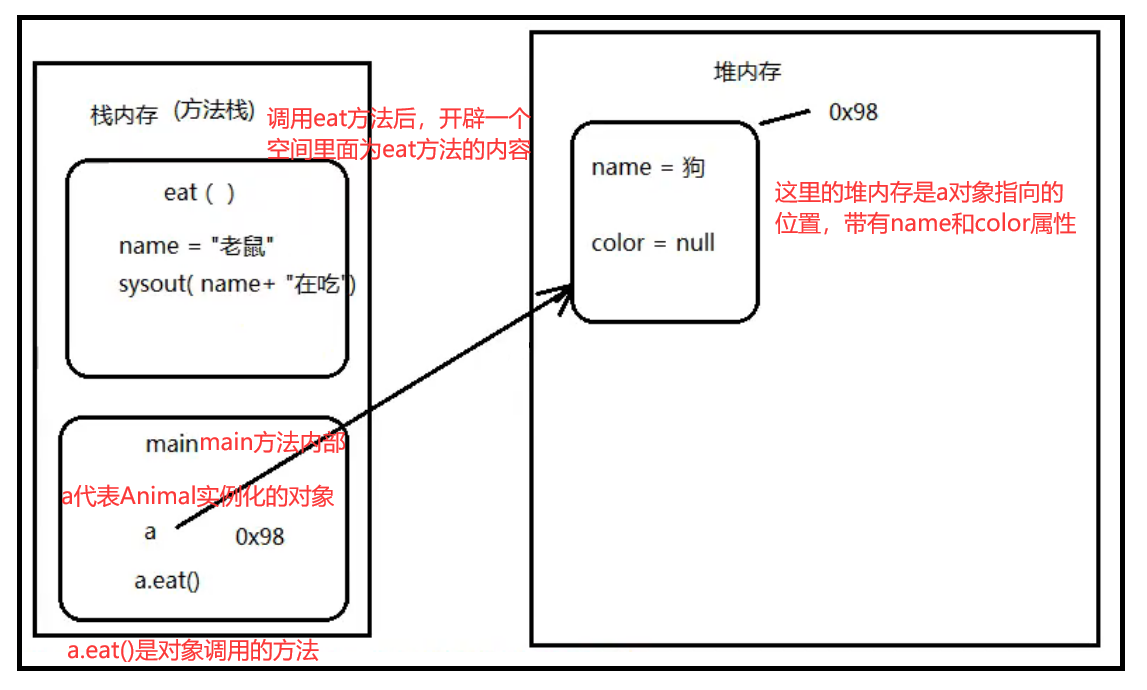 栈内存 (方法栈)
调用eat方法后，开辟一个
空间里面为eat方法的内容
eat ( )
name = "老鼠"
sysout( name+ "在吃")
mainmain方法内部
a代表Animal实例化的对象
a 0x98
a.eat()
a.eat()是对象调用的方法
堆内存
0x98
name = 狗
color = null
这里的堆内存是a对象指向的
位置，带有name和color属性